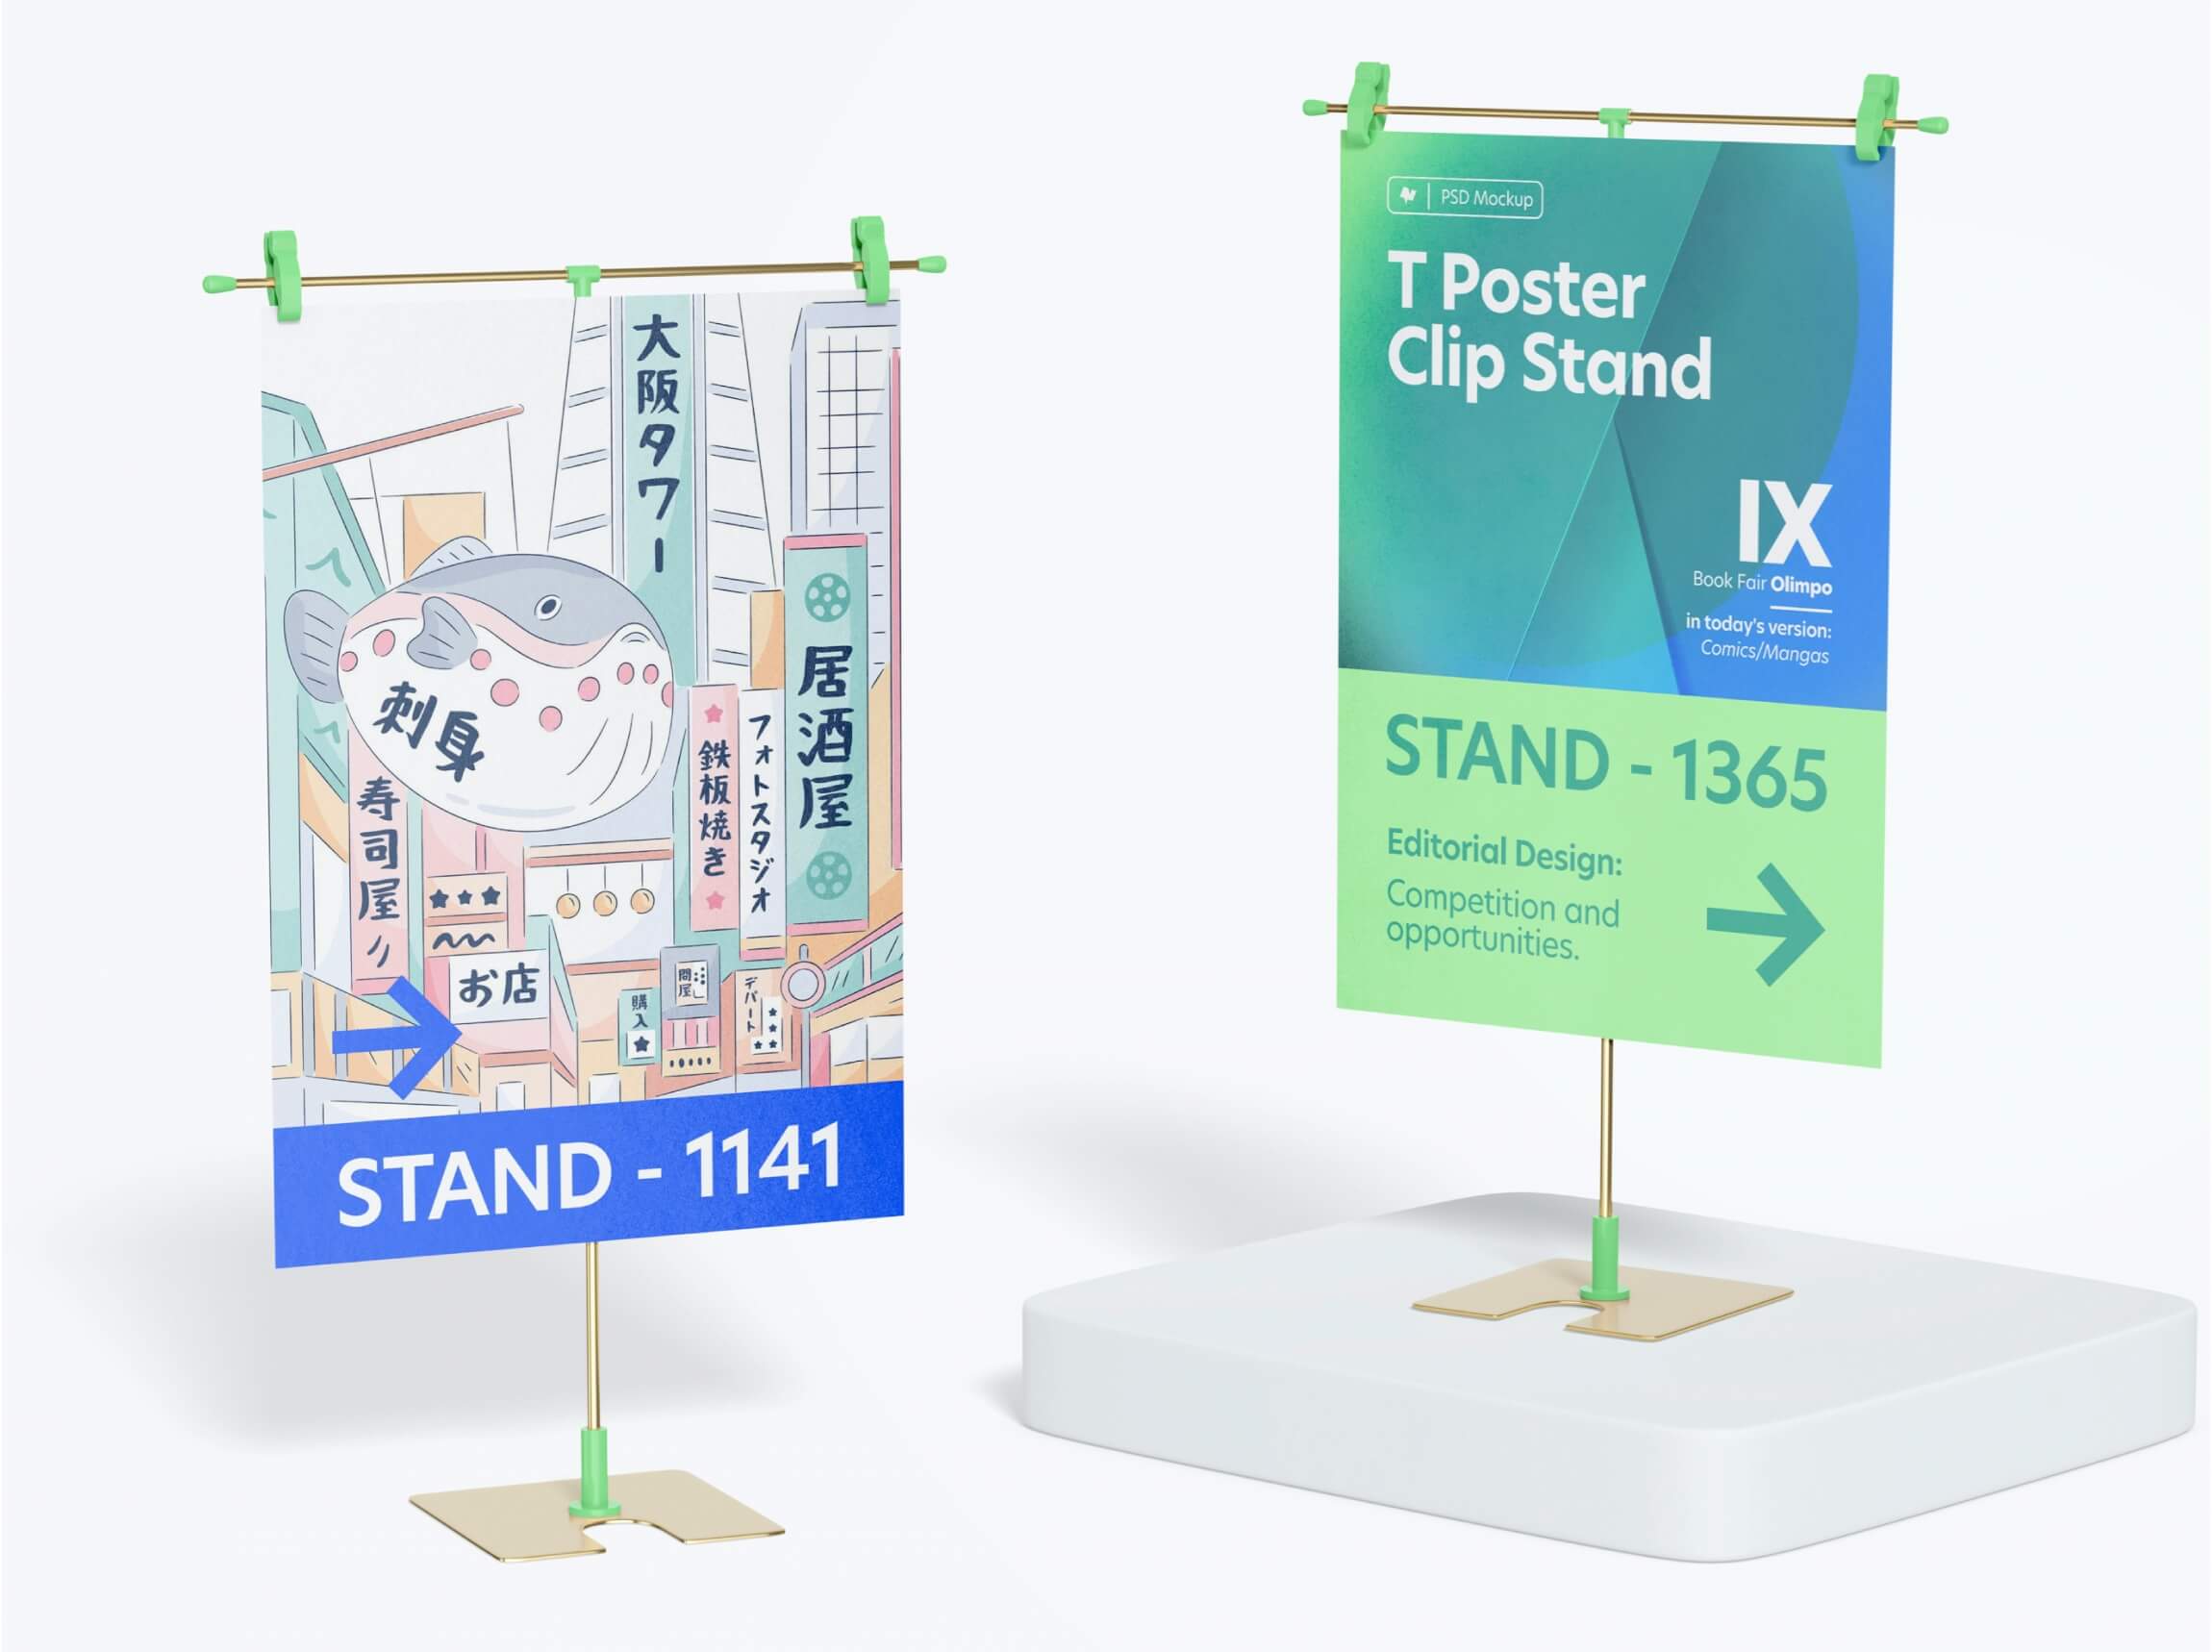 大阪タワー
居酒屋
刺身
鉄板焼き
フォトスタジオ
寿司屋
お店
問屋
購入
デパート
STAND - 1141
PSD Mockup
T Poster
Clip Stand
IX
Book Fair Olimpo
in today's version:
Comics/Mangas
STAND - 1365
Editorial Design:
Competition and
opportunities.